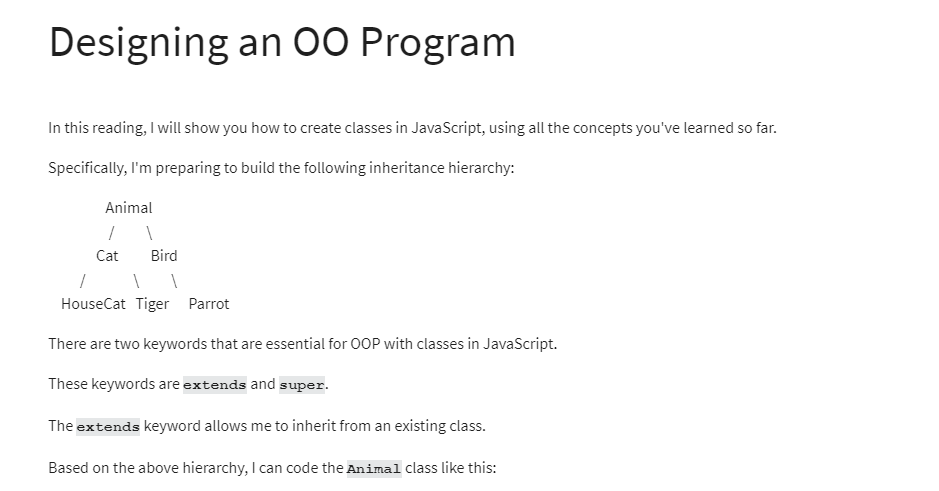 Designing an OO Program
In this reading, I will show you how to create classes in JavaScript, using all the concepts you've learned so far.
Specifically, I'm preparing to build the following inheritance hierarchy:
Animal
/ \
Cat Bird
/ \ \
HouseCat Tiger Parrot
There are two keywords that are essential for OOP with classes in JavaScript.
These keywords are extends and super.
The extends keyword allows me to inherit from an existing class.
Based on the above hierarchy, I can code the Animal class like this: